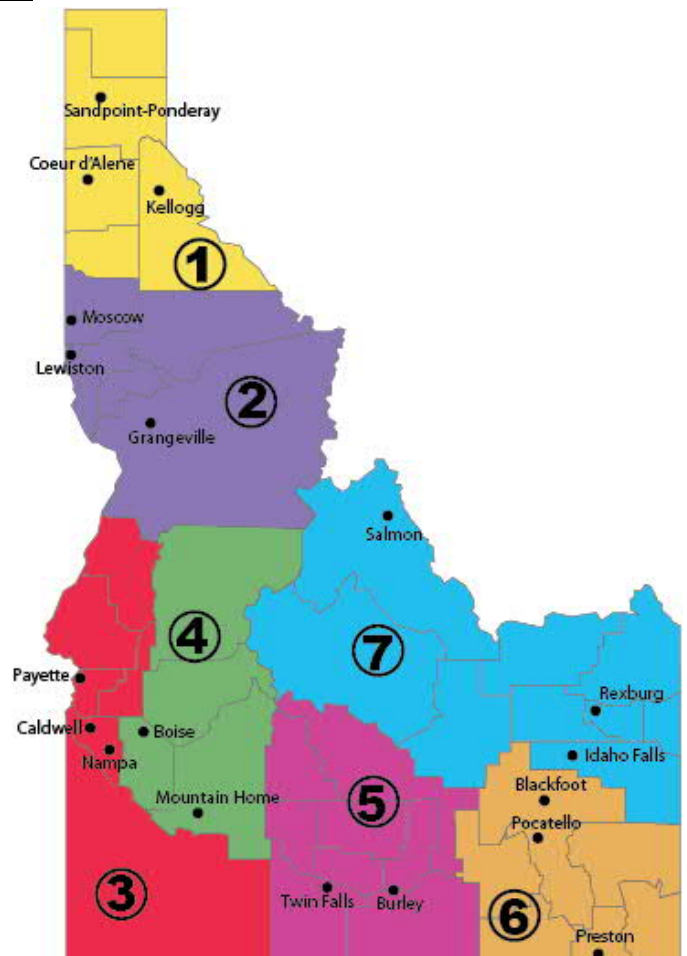 Sandpoint-Ponderay
Coeur d'Alene
Kellogg
1
Moscow
Lewiston
2
Grangeville
Salmon
4
7
Payette
Rexburg
Caldwell
Boise
Nampa
Idaho Falls
Blackfoot
Mountain Home
5
Pocatello
3
Twin Falls
Burley
6
Preston